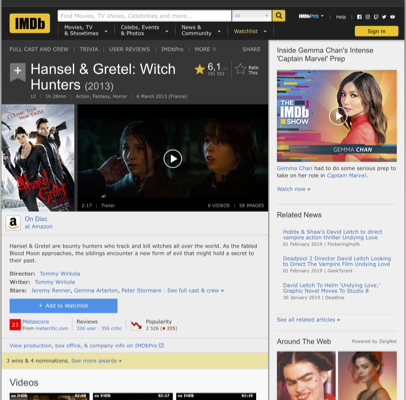 IMDb
Find Movies, TV shows, Celebrities and more...
All
IMDbPro
Help
Movies, TV
& Showtimes
Celebs, Events
& Photos
News &
Community
Watchlist
Sign in
FULL CAST AND CREW | TRIVIA | USER REVIEWS | IMDbPro | MORE
SHARE
Hansel & Gretel: Witch
Hunters (2013)
6,1
Rate
This
12 | 1h 28min | Action, Fantasy, Horror | 6 March 2013 (France)
Hansel & Gretel
2:17 | Trailer
6 VIDEOS | 98 IMAGES
On Disc
at Amazon
Hansel & Gretel are bounty hunters who track and kill witches all over the world. As the fabled
Blood Moon approaches, the siblings encounter a new form of evil that might hold a secret to
their past.
Director: Tommy Wirkola
Writer: Tommy Wirkola
Stars: Jeremy Renner, Gemma Arterton, Peter Stormare | See full cast & crew »
+ Add to Watchlist
23
Metascore
From metacritic.com
Reviews
326 user | 356 critic
Popularity
2 526 (205)
View production, box office, & company info on IMDbPro
3 wins & 4 nominations. See more awards »
Videos
Inside Gemma Chan's Intense
'Captain Marvel' Prep
THE
IMDb
SHOW
GEMMA CHAN
Gemma Chan had to do some serious prep to
take on her role in Captain Marvel.
Watch now »
Related News
Hobbs & Shaw's David Leitch to direct
vampire action thriller Undying Love
01 February 2019 | Flickeringmyth
Deadpool 2 Director David Leitch Looking
to Direct The Vampire Film Undying Love
01 February 2019 | GeekTyrant
David Leitch To Helm 'Undying Love;'
Graphic Novel Moves To Studio 8
30 January 2019 | Deadline
See all related articles »
Around The Web
Powered by ZergNet